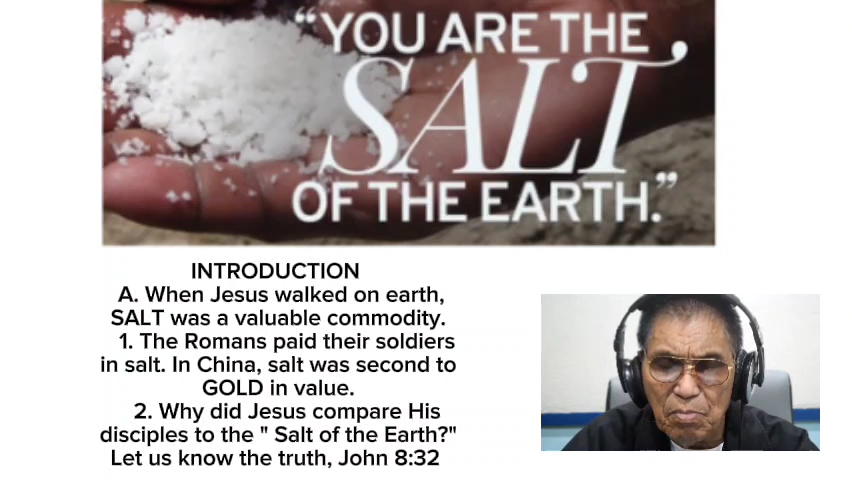 “YOU ARE THE
SALT
OF THE EARTH.”
INTRODUCTION
A. When Jesus walked on earth,
SALT was a valuable commodity.
1. The Romans paid their soldiers
in salt. In China, salt was second to
GOLD in value.
2. Why did Jesus compare His
disciples to the " Salt of the Earth?"
Let us know the truth, John 8:32